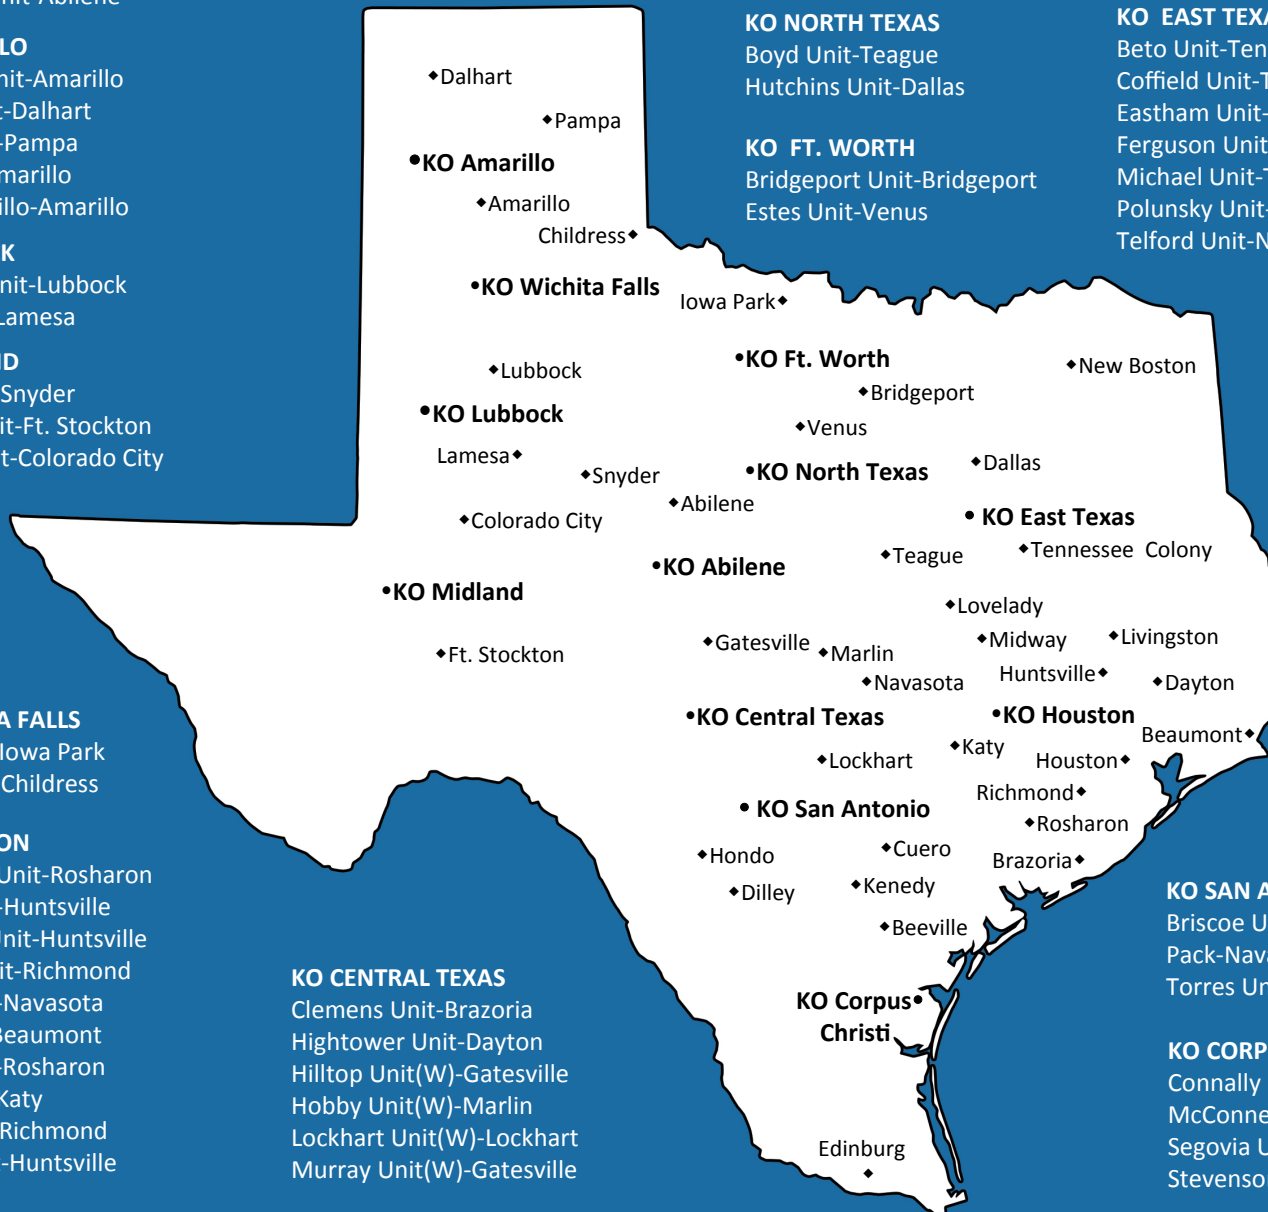 Unit-Abilene
LO
nit-Amarillo
t-Dalhart
-Pampa
marillo
illo-Amarillo
K
nit-Lubbock
Lamesa
ID
Snyder
it-Ft. Stockton
t-Colorado City
A FALLS
Iowa Park
Childress
ON
Unit-Rosharon
-Huntsville
Unit-Huntsville
it-Richmond
-Navasota
Beaumont
-Rosharon
Katy
Richmond
t-Huntsville
KO NORTH TEXAS
Boyd Unit-Teague
Hutchins Unit-Dallas
KO FT. WORTH
Bridgeport Unit-Bridgeport
Estes Unit-Venus
KO EAST TEXA
Beto Unit-Ten
Coffield Unit-T
Eastham Unit-
Ferguson Unit
Michael Unit-T
Polunsky Unit-
Telford Unit-N
Dalhart
Pampa
KO Amarillo
Amarillo
Childress
KO Wichita Falls
Iowa Park
KO Ft. Worth
New Boston
Lubbock
Bridgeport
KO Lubbock
Venus
Lamesa
Snyder
KO North Texas
Dallas
Abilene
Colorado City
KO East Texas
Teague
Tennessee Colony
KO Abilene
KO Midland
Lovelady
Gatesville
Marlin
Midway
Livingston
Ft. Stockton
Navasota
Huntsville
Dayton
KO Central Texas
KO Houston
Beaumont
Lockhart
Katy
Houston
Richmond
KO San Antonio
Rosharon
Hondo
Cuero
Brazoria
Dilley
Kenedy
Beeville
KO Corpus
Christi
Edinburg
KO CENTRAL TEXAS
Clemens Unit-Brazoria
Hightower Unit-Dayton
Hilltop Unit(W)-Gatesville
Hobby Unit(W)-Marlin
Lockhart Unit(W)-Lockhart
Murray Unit(W)-Gatesville
KO SAN A
Briscoe U
Pack-Nava
Torres Un
KO CORP
Connally
McConne
Segovia U
Stevenso